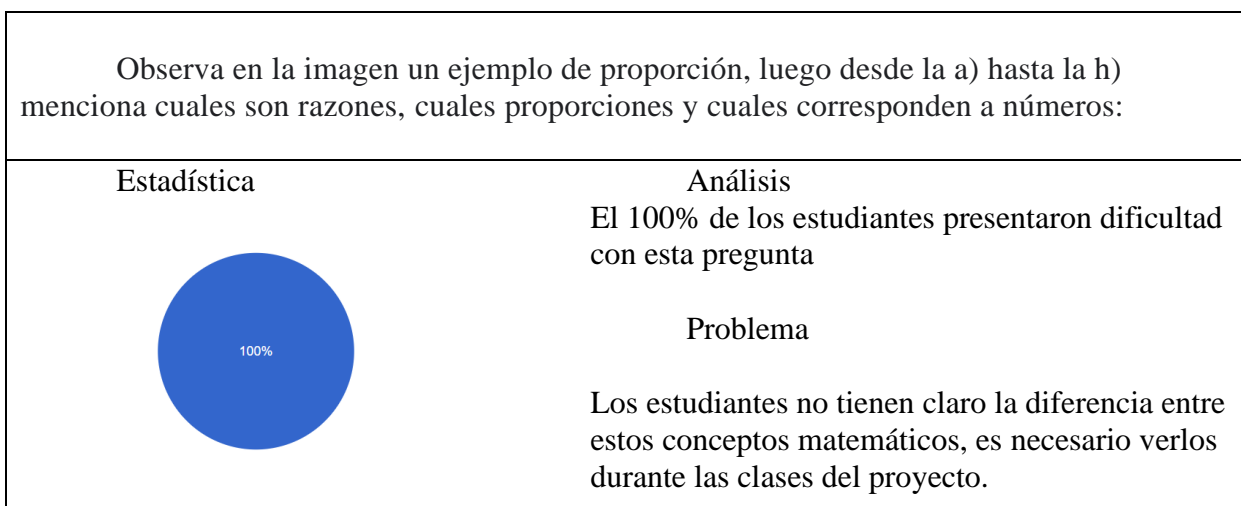 Observa en la imagen un ejemplo de proporción, luego desde la a) hasta la h)
menciona cuales son razones, cuales proporciones y cuales corresponden a números:
Estadística
100%
Análisis
El 100% de los estudiantes presentaron dificultad
con esta pregunta
Problema
Los estudiantes no tienen claro la diferencia entre
estos conceptos matemáticos, es necesario verlos
durante las clases del proyecto.